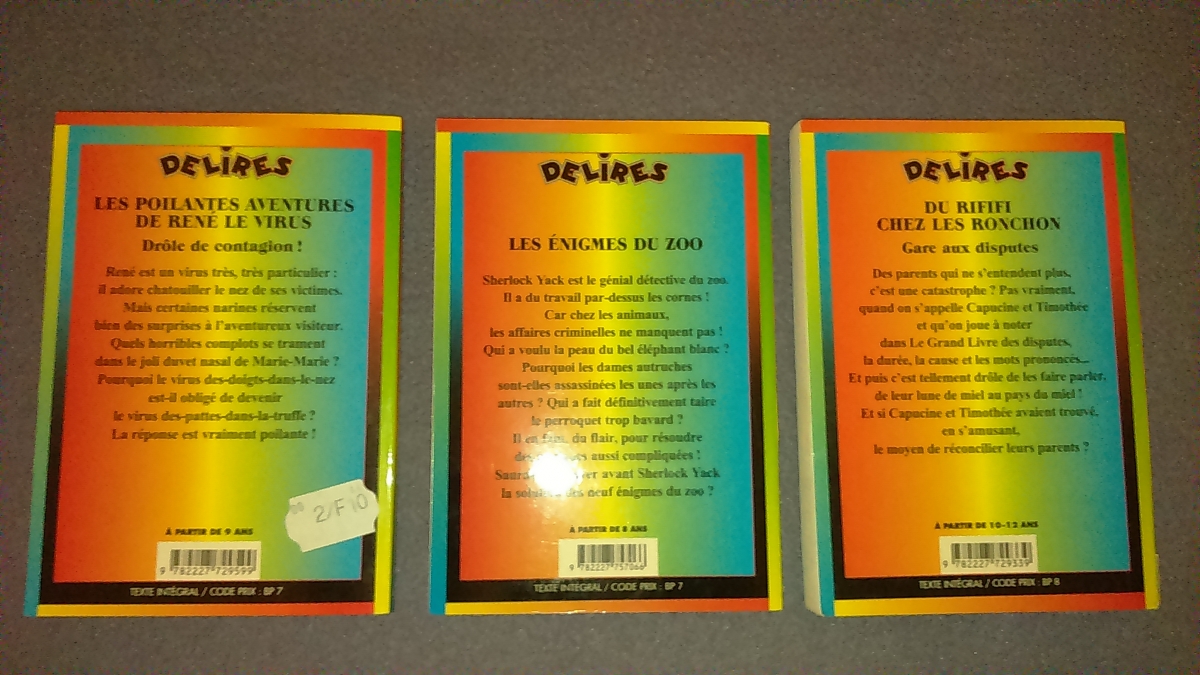 DELIRES
LES POILANTES AVENTURES
DE RENÉ LE VIRUS
Drôle de contagion !
René est un virus très, très particulier :
il adore chatouiller le nez de ses victimes.
Mais certaines narines réservent
bien des surprises à l'aventureux visiteur.
Quels horribles complots se trament
dans le joli duvet nasal de Marie-Marie ?
Pourquoi le virus des-doigts-dans-le-nez
est-il obligé de devenir
le virus des-pattes-dans-la-truffe ?
La réponse est vraiment poilante !
2/F10
À PARTIR DE 9 ANS
9 782227 729599
TEXTE INTÉGRAL / CODE PRIX : BP 7
DELIRES
LES ÉNIGMES DU ZOO
Sherlock Yack est le génial détective du zoo.
Il a du travail par-dessus les cornes !
Car chez les animaux,
les affaires criminelles ne manquent pas !
Qui a voulu la peau du bel éléphant blanc ?
Pourquoi les dames autruches
sont-elles assassinées les unes après les
autres ? Qui a fait définitivement taire
le perroquet trop bavard ?
Il en du flair, pour résoudre
aussi compliquées !
avant Sherlock Yack
la neuf énigmes du zoo ?
À PARTIR DE 8 ANS
9 782227 757066
TEXTE INTÉGRAL / CODE PRIX : BP 7
DELIRES
DU RIFIFI
CHEZ LES RONCHON
Gare aux disputes
Des parents qui ne s'entendent plus,
c'est une catastrophe ? Pas vraiment,
quand on s'appelle Capucine et Timothée
et qu'on joue à noter
dans Le Grand Livre des disputes,
la durée, la cause et les mots prononcés...
Et puis c'est tellement drôle de les faire parler,
de leur lune de miel au pays du miel !
Et si Capucine et Timothée avaient trouvé,
en s'amusant,
le moyen de réconcilier leurs parents ?
À PARTIR DE 10-12 ANS
9 782227 729339
TEXTE INTÉGRAL / CODE PRIX : BP 8